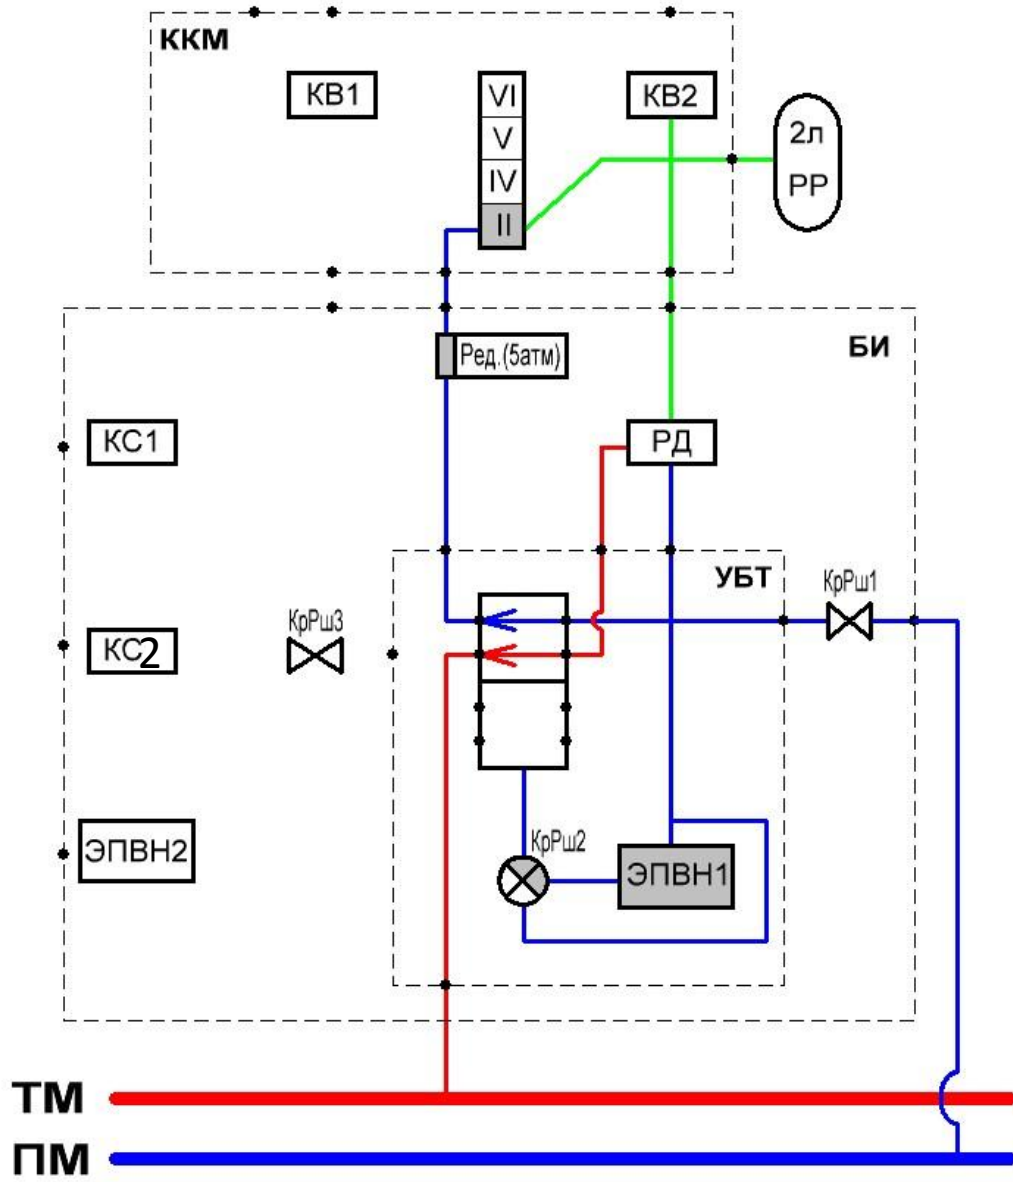 ККМ
КВ1
VI
V
IV
II
КВ2
2л
РР
БИ
Ред.(5атм)
КС1
РД
УБТ
КрРш1
КрРш3
КС2
КрРш2
ЭПВН2
ЭПВН1
ТМ
ПМ